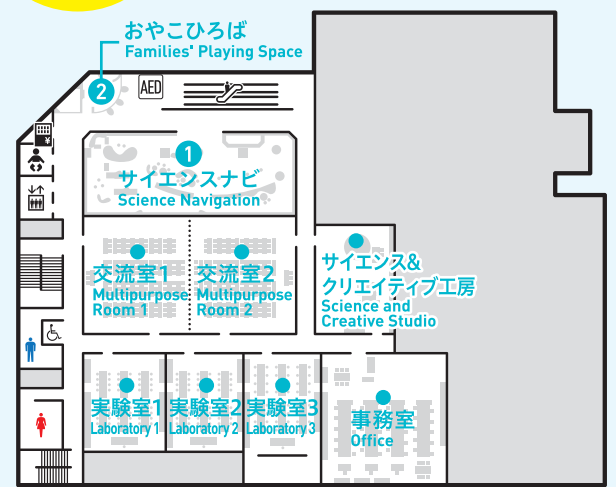 おやこひろば
Families' Playing Space
2
AED
¥
1
サイエンスナビ
Science Navigation
交流室1
Multipurpose
Room 1
交流室2
Multipurpose
Room 2
サイエンス&
クリエイティブ工房
Science and
Creative Studio
実験室1
Laboratory 1
実験室2
Laboratory 2
実験室3
Laboratory 3
事務室
Office